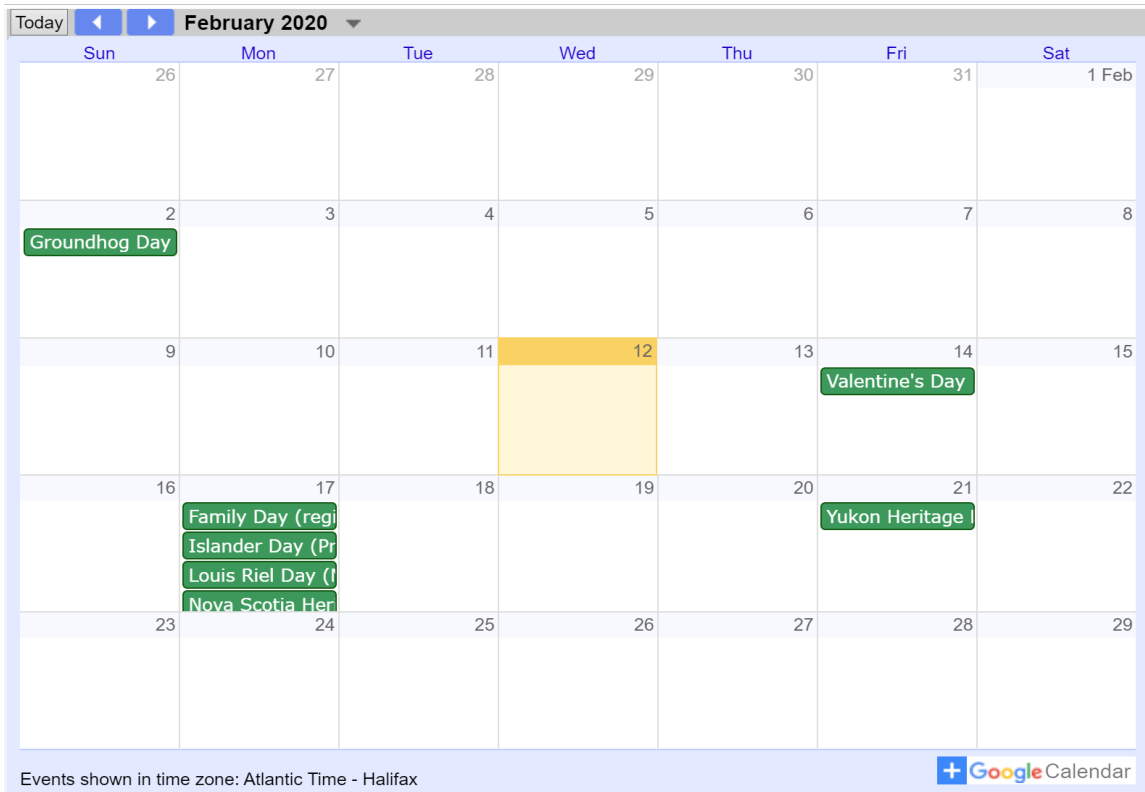 Today February 2020
Sun Mon Tue Wed Thu Fri Sat
26 27 28 29 30 31 1 Feb
2 3 4 5 6 7 8
Groundhog Day
9 10 11 12 13 14 15
Valentine's Day
16 17 18 19 20 21 22
Family Day (regi Yukon Heritage
Islander Day (Pr
Louis Riel Day (
Nova Scotia Her
23 24 25 26 27 28 29
Events shown in time zone: Atlantic Time - Halifax
+ Google Calendar